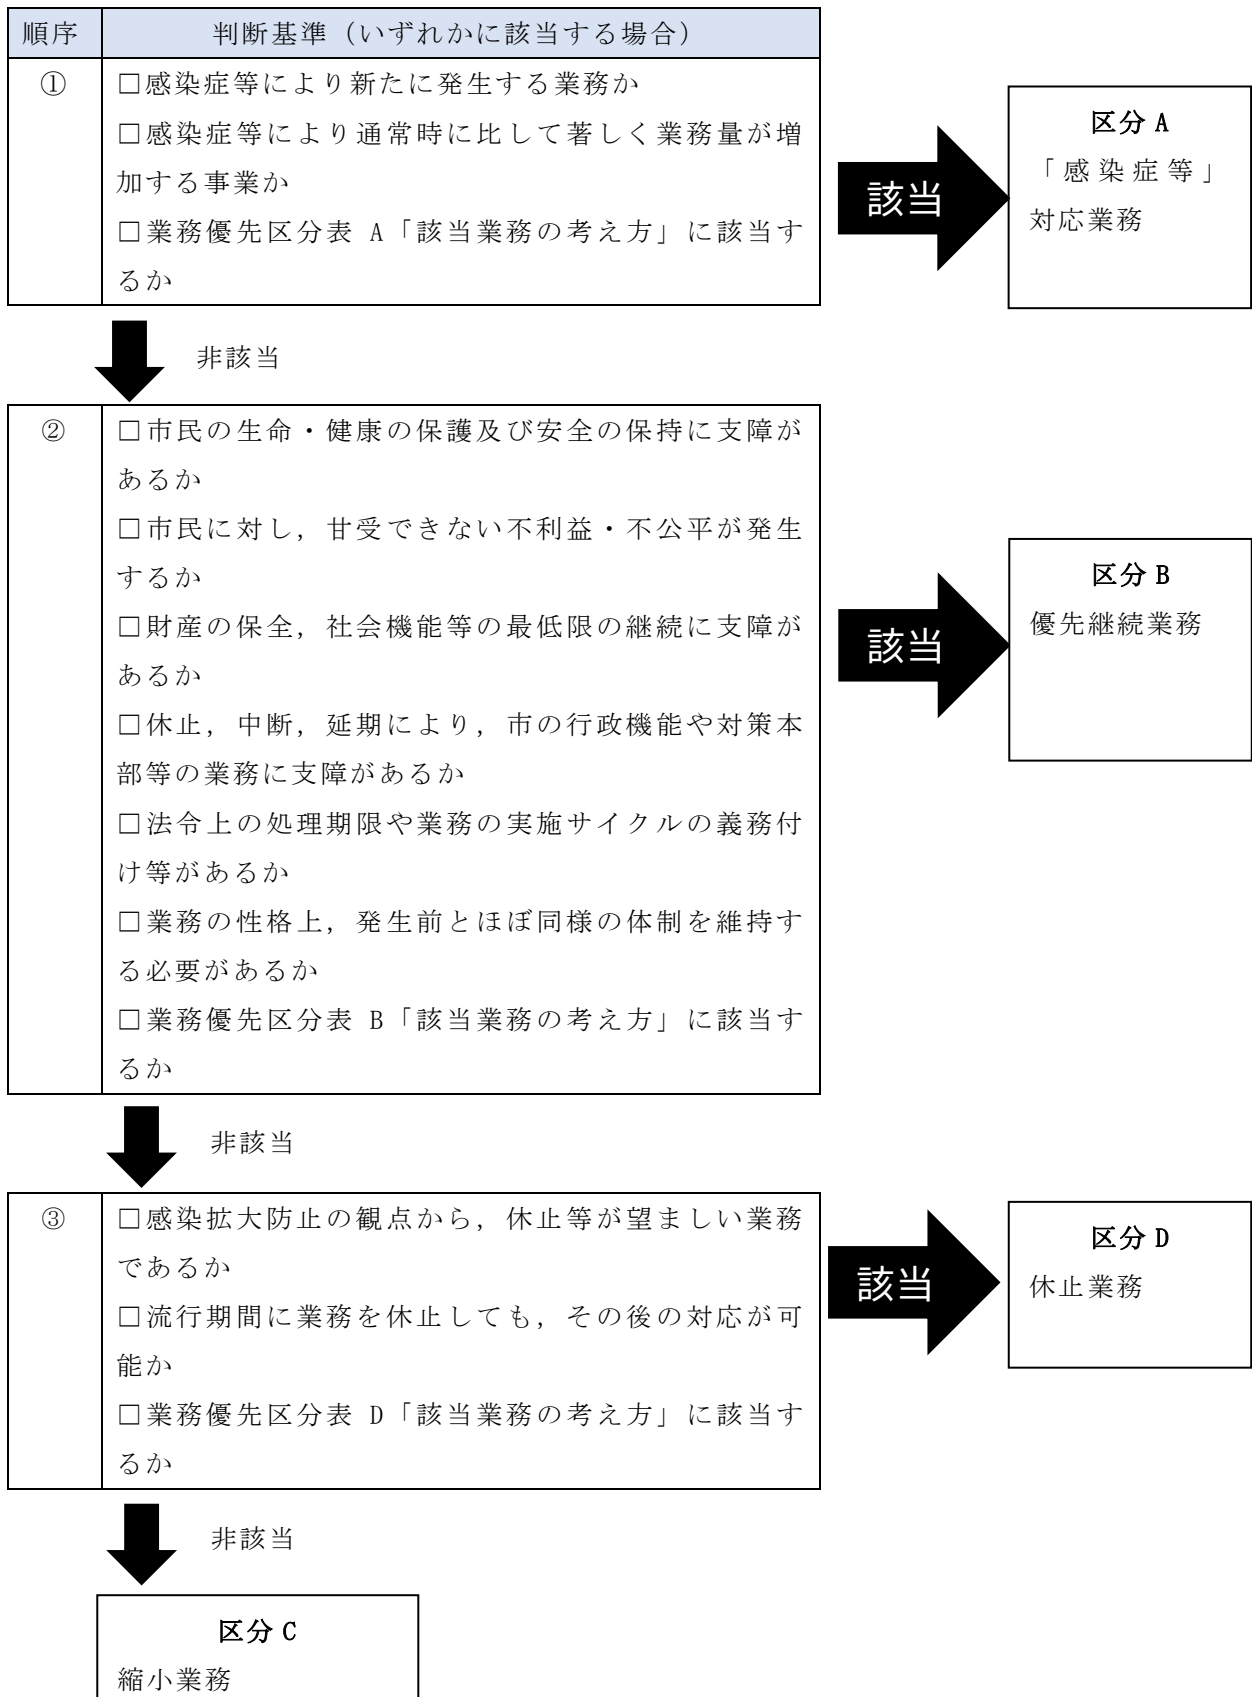 順序 判断基準（いずれかに該当する場合）
① □感染症等により新たに発生する業務か
□感染症等により通常時に比して著しく業務量が増
加する事業か
□業務優先区分表 A「該当業務の考え方」に該当す
るか
該当
区分 A
「感染症等」
対応業務
非該当
② □市民の生命・健康の保護及び安全の保持に支障が
あるか
□市民に対し，甘受できない不利益・不公平が発生
するか
□財産の保全，社会機能等の最低限の継続に支障が
あるか
□休止，中断，延期により，市の行政機能や対策本
部等の業務に支障があるか
□法令上の処理期限や業務の実施サイクルの義務付
け等があるか
□業務の性格上，発生前とほぼ同様の体制を維持す
る必要があるか
□業務優先区分表 B「該当業務の考え方」に該当す
るか
該当
区分 B
優先継続業務
非該当
③ □感染拡大防止の観点から，休止等が望ましい業務
であるか
□流行期間に業務を休止しても，その後の対応が可
能か
□業務優先区分表 D「該当業務の考え方」に該当す
るか
該当
区分 D
休止業務
非該当
区分 C
縮小業務